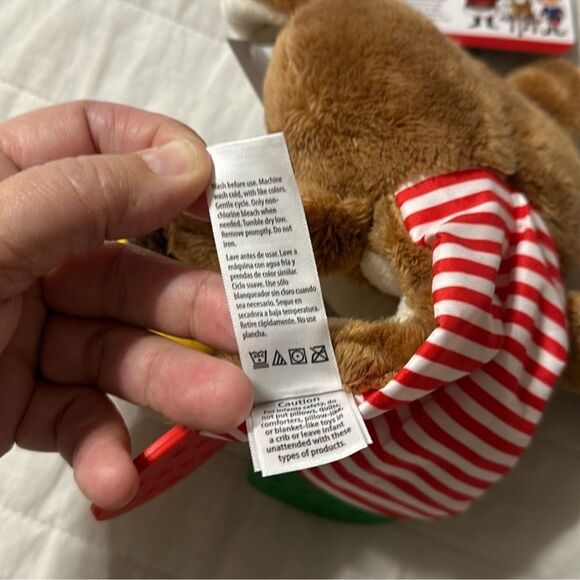 Wash before use. Machine
wash cold, with like colors.
Gentle cycle. Only non-
chlorine bleach when
needed. Tumble dry low.
Remove promptly. Do not
iron.
Lave antes de usar. Lave a
máquina con agua fría y
prendas de color similar.
Ciclo suave. Use sólo
blanqueador sin cloro cuando
sea necesario. Seque en
secadora a baja temperatura.
Retire rápidamente. No use
plancha.
Caution
For infants safety, do
not put pillows, quilts,
comforters, pillow-like
or blanket-like toys in
a crib or leave infant
unattended with these
types of products.